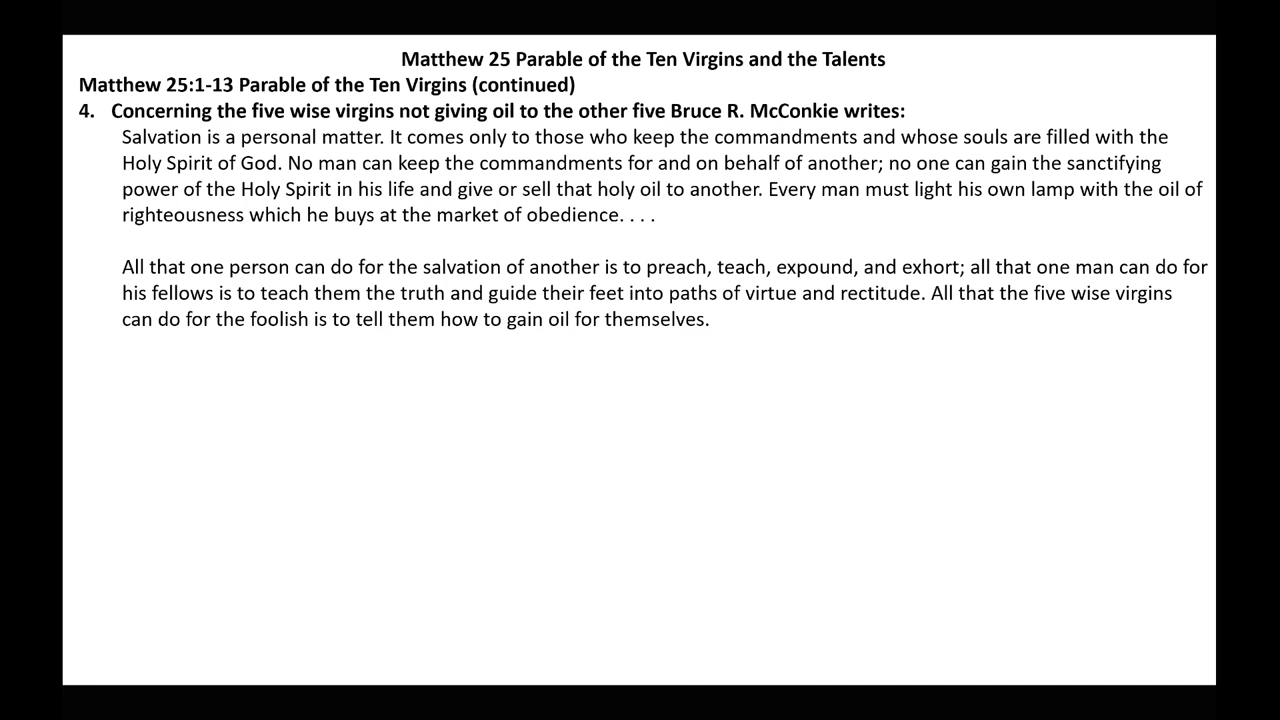 Matthew 25 Parable of the Ten Virgins and the Talents
Matthew 25:1-13 Parable of the Ten Virgins (continued)
4. Concerning the five wise virgins not giving oil to the other five Bruce R. McConkie writes:
Salvation is a personal matter. It comes only to those who keep the commandments and whose souls are filled with the
Holy Spirit of God. No man can keep the commandments for and on behalf of another; no one can gain the sanctifying
power of the Holy Spirit in his life and give or sell that holy oil to another. Every man must light his own lamp with the oil of
righteousness which he buys at the market of obedience. . . .
All that one person can do for the salvation of another is to preach, teach, expound, and exhort; all that one man can do for
his fellows is to teach them the truth and guide their feet into paths of virtue and rectitude. All that the five wise virgins
can do for the foolish is to tell them how to gain oil for themselves.